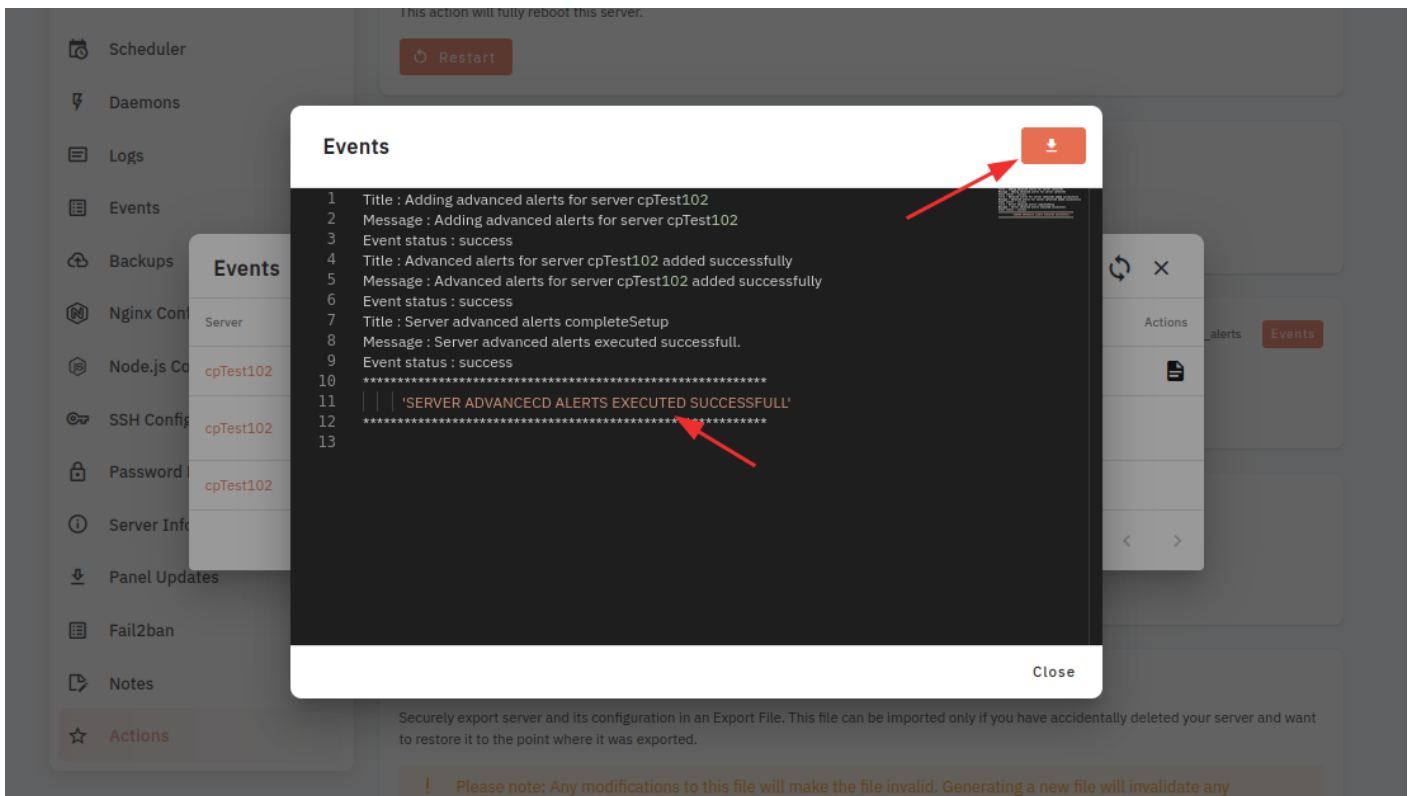 This action will fully reboot this server.
Scheduler
Restart
Daemons
Logs
Events
Backups
Nginx Conf
Node.js Co
SSH Config
Password
Server Info
Panel Updates
Fail2ban
Notes
Actions
Events
Server
Actions
cpTest102
cpTest102
cpTest102
_alerts
Events
Events
1 Title : Adding advanced alerts for server cpTest102
2 Message : Adding advanced alerts for server cpTest102
3 Event status : success
4 Title : Advanced alerts for server cpTest102 added successfully
5 Message : Advanced alerts for server cpTest102 added successfully
6 Event status : success
7 Title : Server advanced alerts completeSetup
8 Message : Server advanced alerts executed successfull.
9 Event status : success
10 ***********************************************************
11 'SERVER ADVANCECD ALERTS EXECUTED SUCCESSFULL'
12 ***********************************************************
13
Close
Securely export server and its configuration in an Export File. This file can be imported only if you have accidentally deleted your server and want
to restore it to the point where it was exported.
! Please note: Any modifications to this file will make the file invalid. Generating a new file will invalidate any